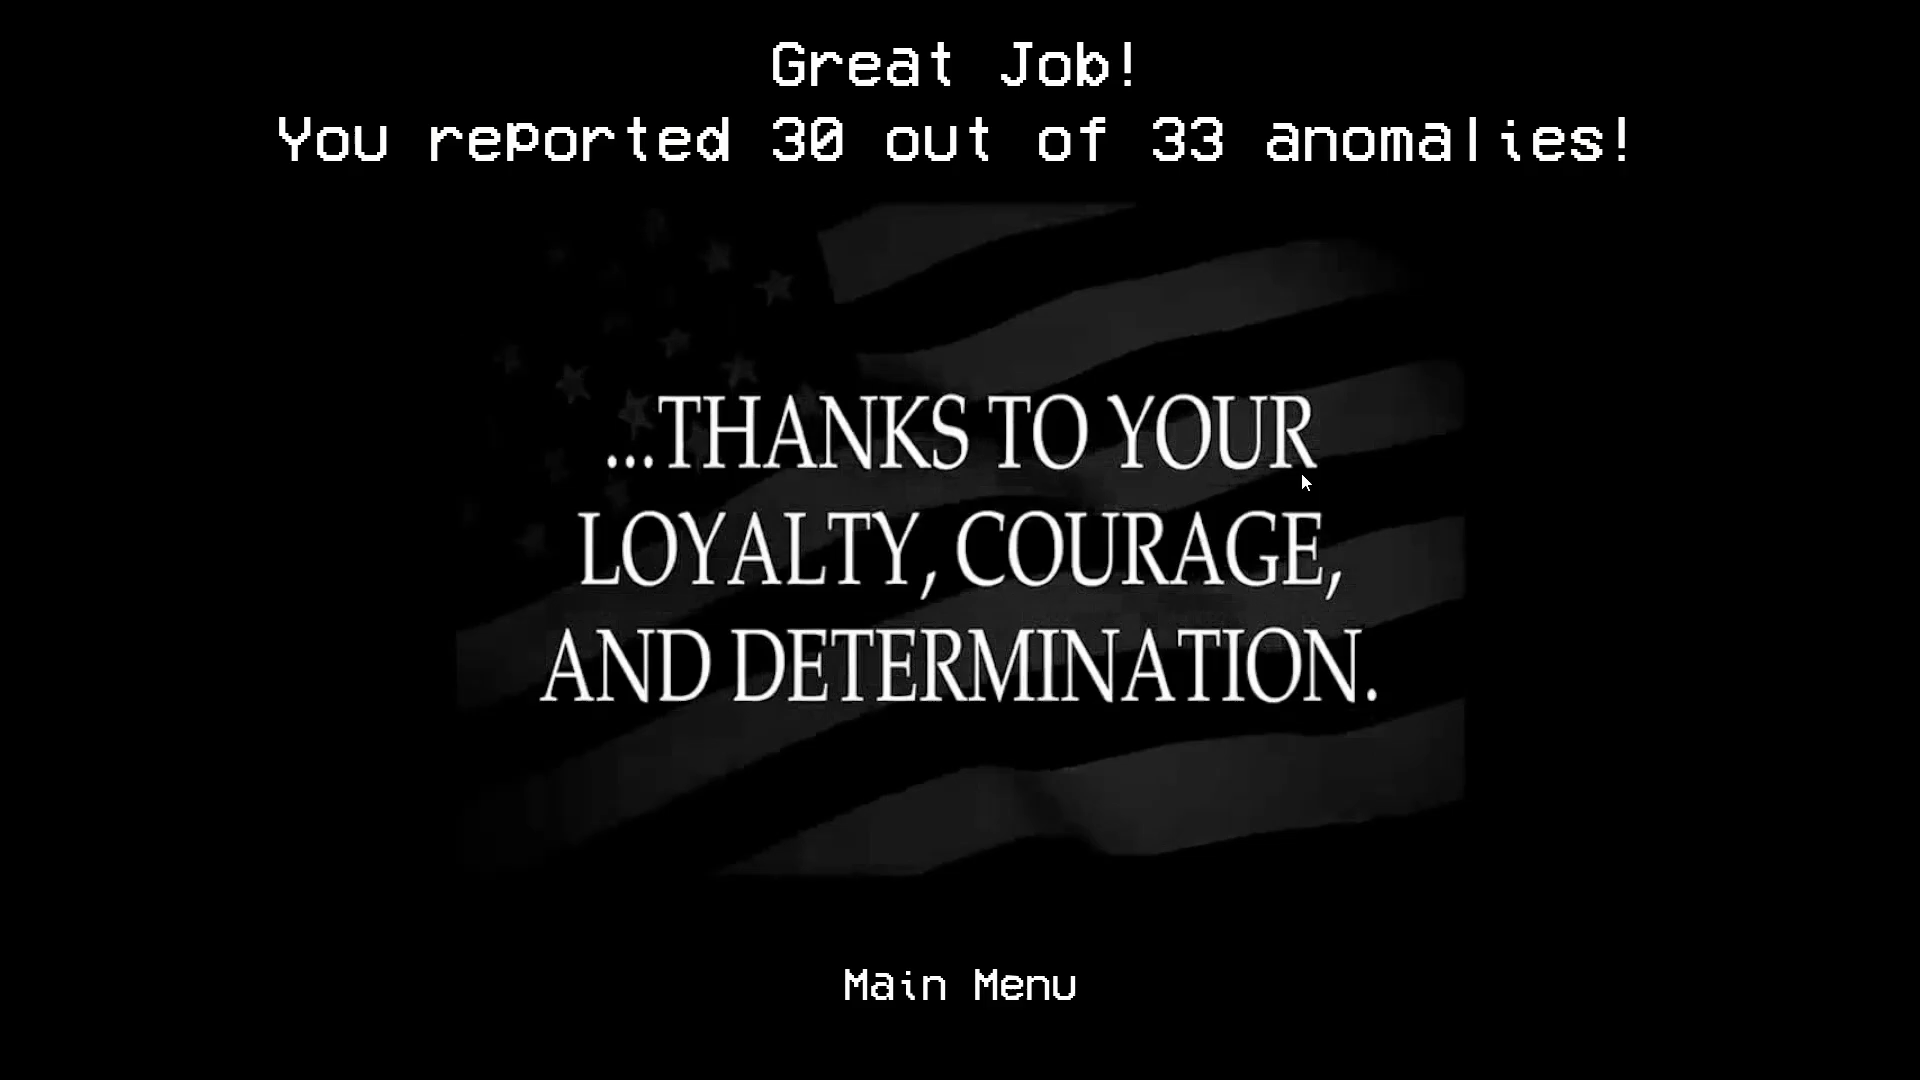 Great Job!
You reported 30 out of 33 anomalies!
...THANKS TO YOUR
LOYALTY, COURAGE,
AND DETERMINATION.
Main Menu